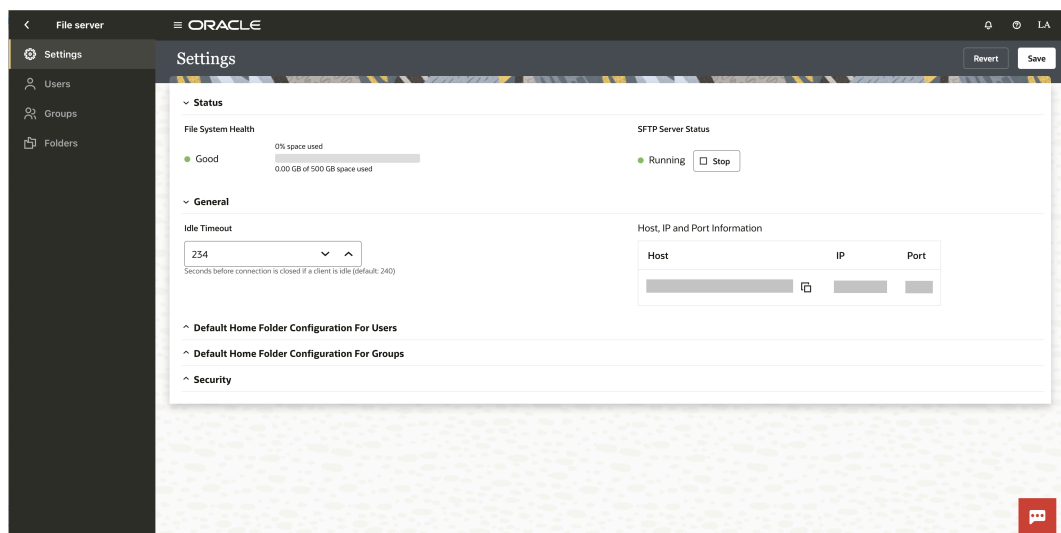 File server
ORACLE
LA
Settings
Users
Groups
Folders
Settings
Revert
Save
Status
File System Health
Good
0% space used
0.00 GB of 500 GB space used
SFTP Server Status
Running
Stop
General
Idle Timeout
234
Seconds before connection is closed if a client is idle (default: 240)
Host, IP and Port Information
Host IP Port
Default Home Folder Configuration For Users
Default Home Folder Configuration For Groups
Security